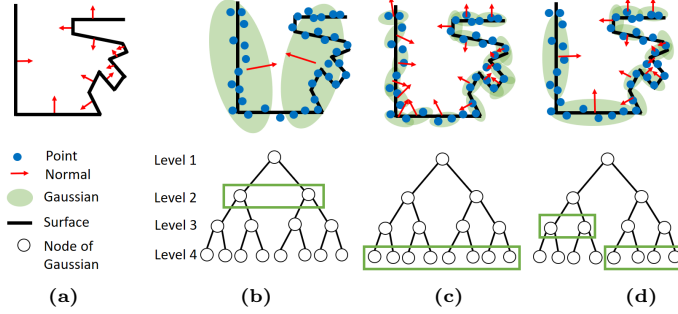 Point
Normal
Gaussian
Surface
Node of
Gaussian
Level 1
Level 2
Level 3
Level 4
(a)
(b)
(c)
(d)